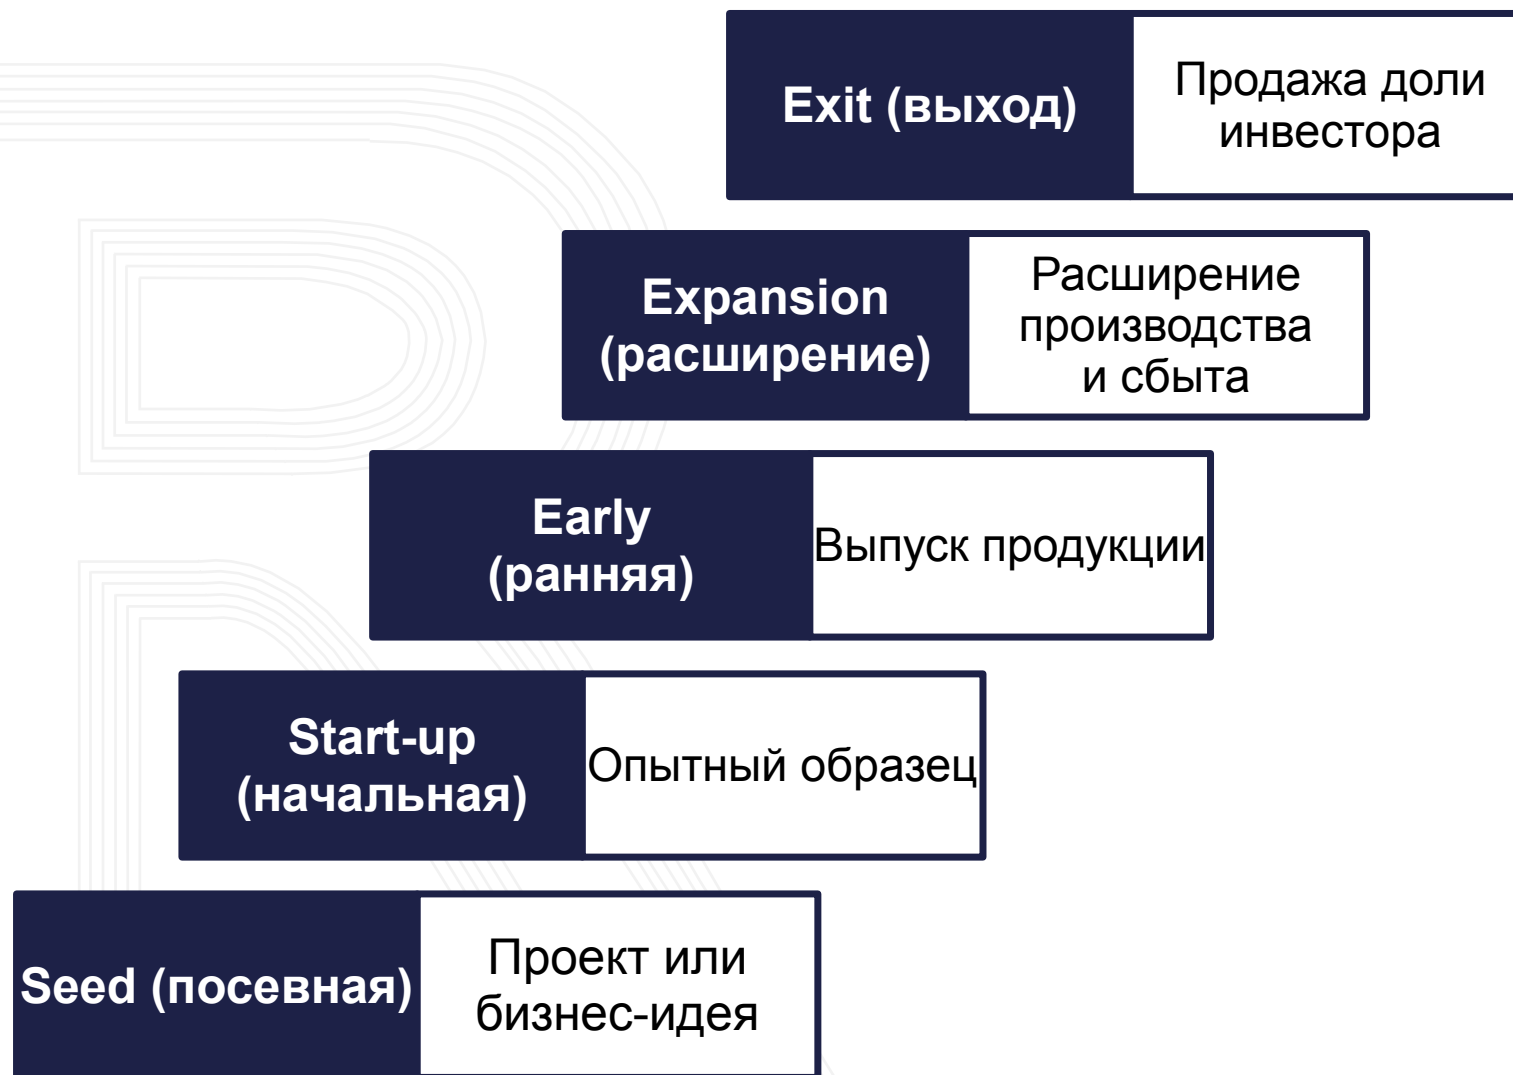 Exit (выход)
Продажа доли
инвестора
Expansion
(расширение)
Расширение
производства
и сбыта
Early
(ранняя)
Выпуск продукции
Start-up
(начальная)
Опытный образец
Seed (посевная)
Проект или
бизнес-идея